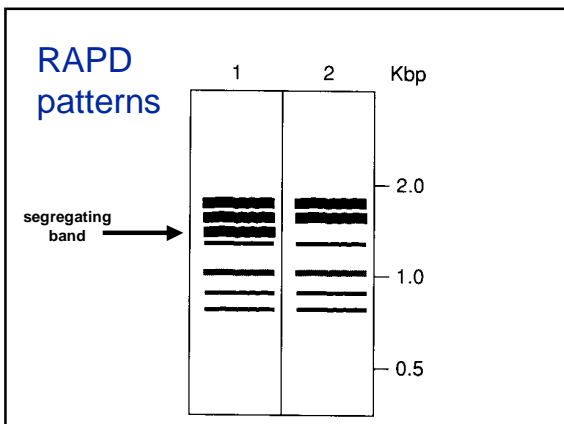 RAPD
patterns
1 2 Kbp
2.0
segregating
band
1.0
0.5